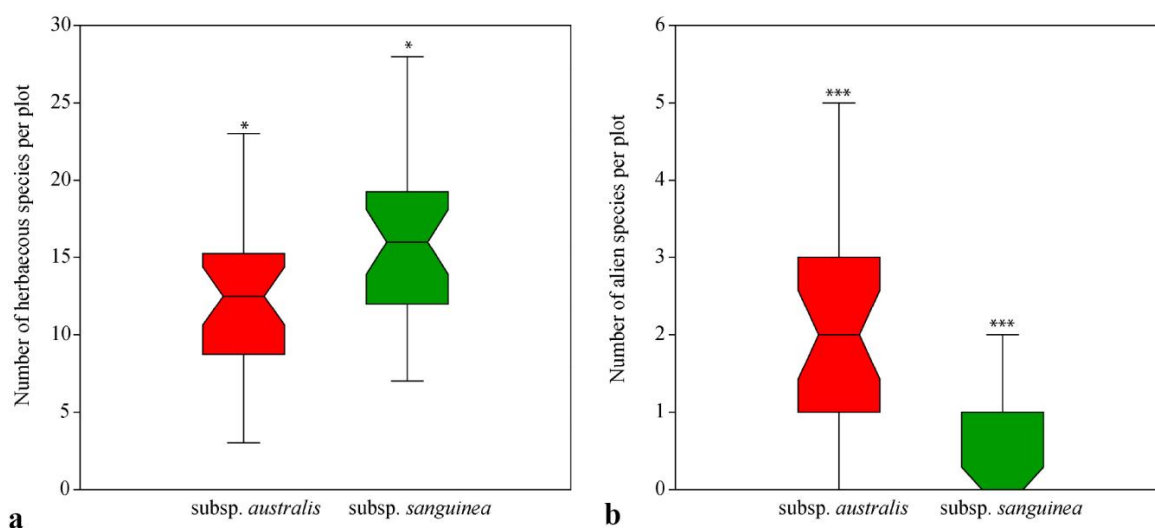 Number of herbaecous species per plot
30
25
20
15
10
5
0
*
*
subsp. australis
subsp. sanguinea
a
Number of alien species per plot
6
5
4
3
2
1
0
***
***
subsp. australis
subsp. sanguinea
b